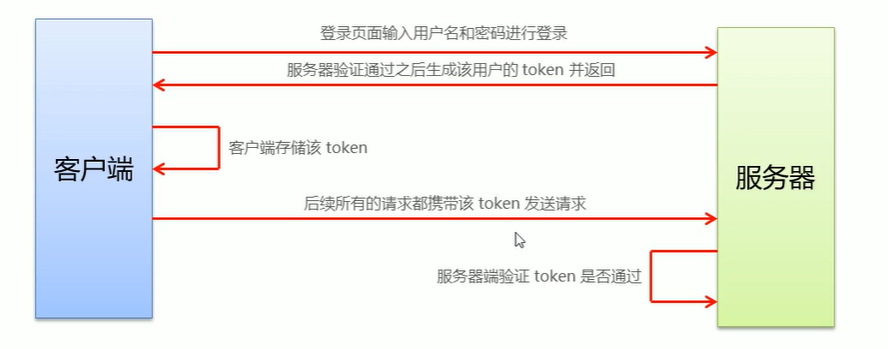 登录页面输入用户名和密码进行登录
服务器验证通过之后生成该用户的 token 并返回
客户端存储该 token
客户端
服务器
后续所有的请求都携带该 token 发送请求
服务器端验证 token 是否通过